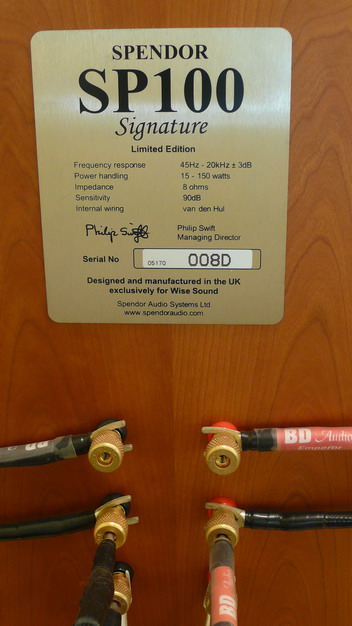 SPENDOR
SP100
Signature
Limited Edition
Frequency response 45Hz - 20kHz ± 3dB
Power handling 15 - 150 watts
Impedance 8 ohms
Sensitivity 90dB
Internal wiring van den Hul
Philip Swift Philip Swift
Managing Director
Serial No 05170 008D
Designed and manufactured in the UK
exclusively for Wise Sound
Spendor Audio Systems Ltd
www.spendoraudio.com
BD Audio
Emperor
BD